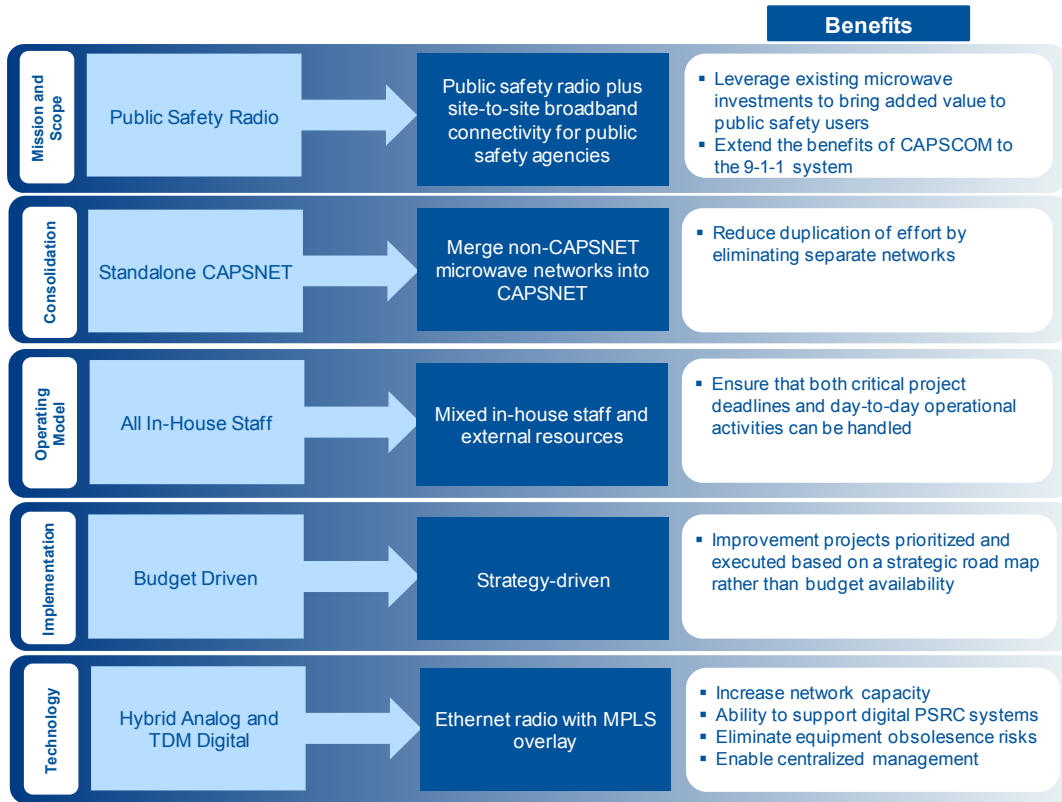 Benefits
Mission and
Scope
Public Safety Radio
Public safety radio plus
site-to-site broadband
connectivity for public
safety agencies
▪ Leverage existing microwave
investments to bring added value to
public safety users
▪ Extend the benefits of CAPSCOM to
the 9-1-1 system
Consolidation
Standalone CAPSNET
Merge non-CAPSNET
microwave networks into
CAPSNET
▪ Reduce duplication of effort by
eliminating separate networks
Operating
Model
All In-House Staff
Mixed in-house staff and
external resources
▪ Ensure that both critical project
deadlines and day-to-day operational
activities can be handled
Implementation
Budget Driven
Strategy-driven
▪ Improvement projects prioritized and
executed based on a strategic road map
rather than budget availability
Technology
Hybrid Analog and
TDM Digital
Ethernet radio with MPLS
overlay
▪ Increase network capacity
▪ Ability to support digital PSRC systems
▪ Eliminate equipment obsolesence risks
▪ Enable centralized management